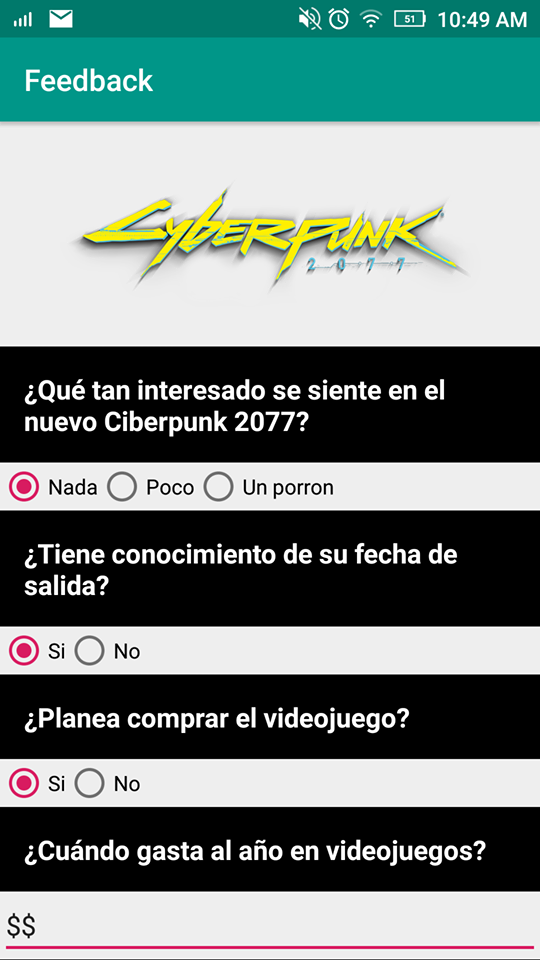 51 10:49 AM
Feedback
CYBERPUNK
2077
¿Qué tan interesado se siente en el
nuevo Ciberpunk 2077?
Nada Poco Un porron
¿Tiene conocimiento de su fecha de
salida?
Si No
¿Planea comprar el videojuego?
Si No
¿Cuándo gasta al año en videojuegos?
$$